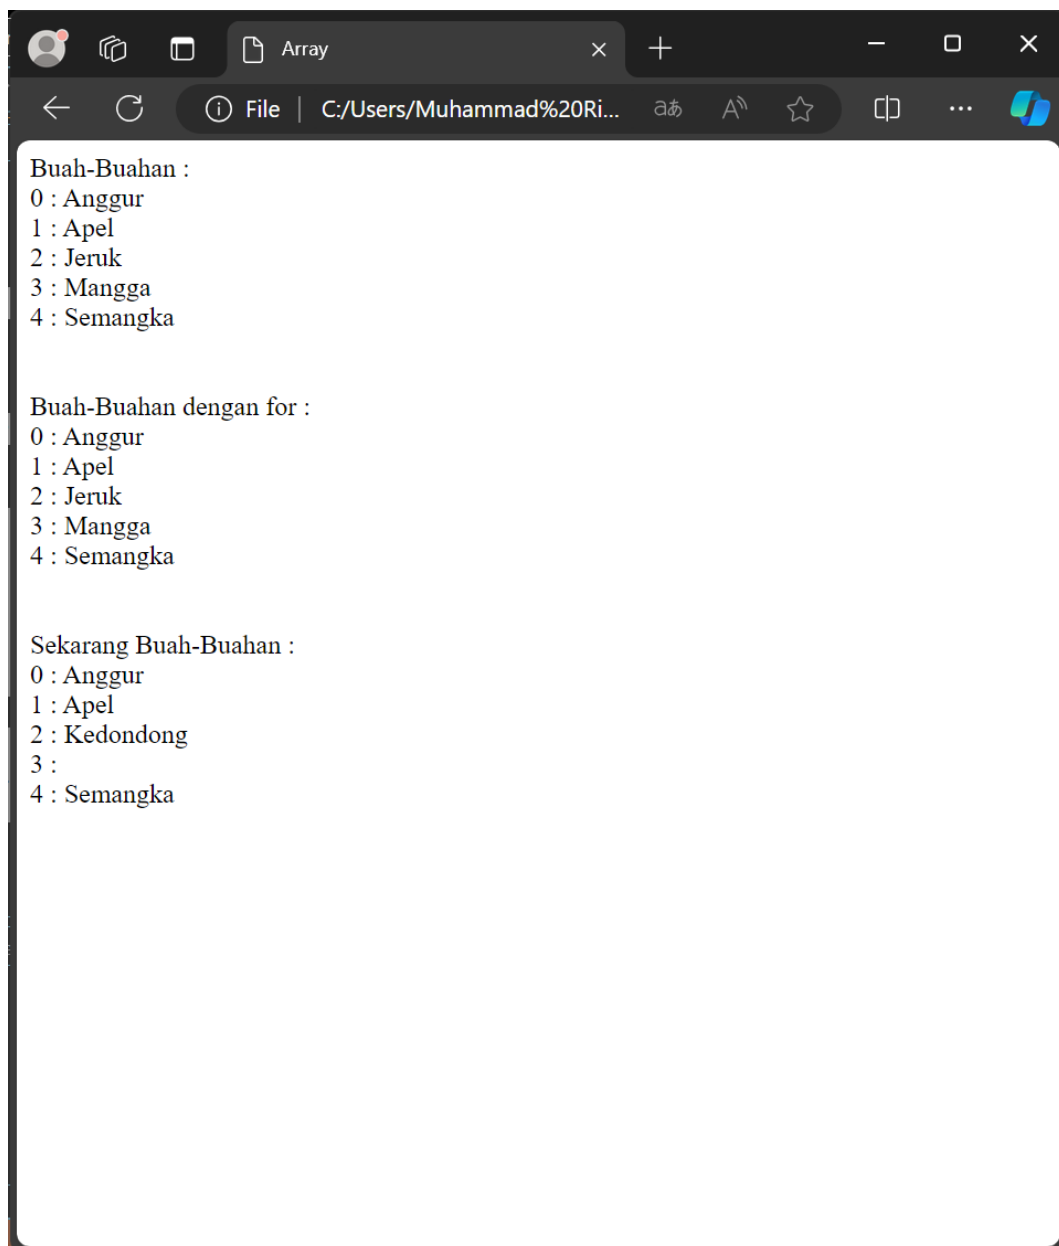 Array
File
C:/Users/Muhammad%20Ri...
Buah-Buahan :
0 : Anggur
1 : Apel
2 : Jeruk
3 : Mangga
4 : Semangka
Buah-Buahan dengan for :
0 : Anggur
1 : Apel
2 : Jeruk
3 : Mangga
4 : Semangka
Sekarang Buah-Buahan :
0 : Anggur
1 : Apel
2 : Kedondong
3 :
4 : Semangka